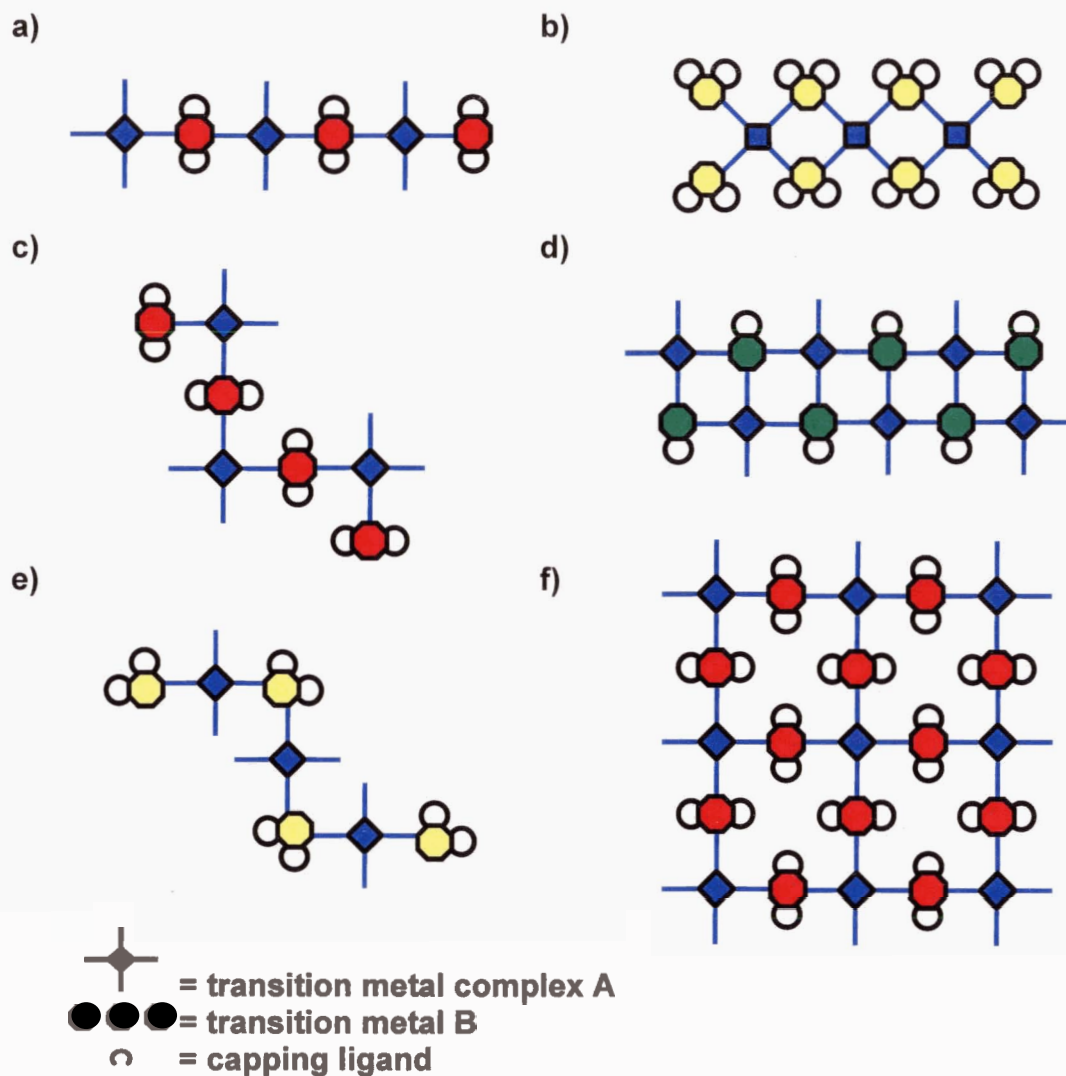 a)
b)
c)
d)
e)
f)
= transition metal complex A
= transition metal B
= capping ligand